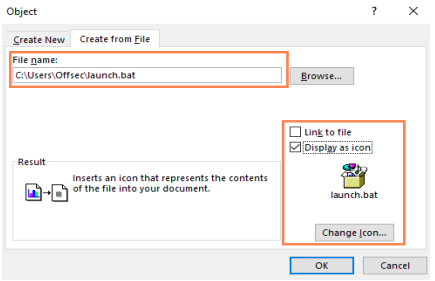 Object
?
Create New
Create from File
File name:
C:\Users\Offsec\launch.bat
Browse...
Link to file
Display as icon
Result
Inserts an icon that represents the contents
of the file into your document.
launch.bat
Change Icon...
OK
Cancel